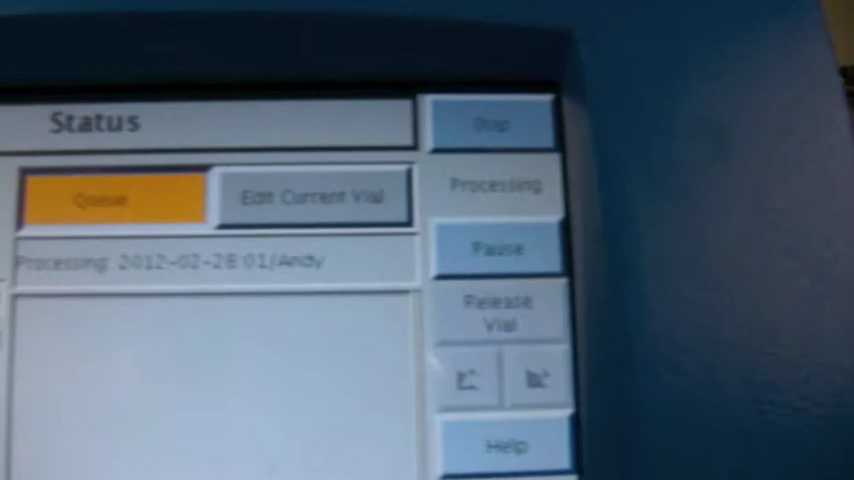 Status
Stop
Queue
Edit Current Vial
Processing
Processing: 2012-02-28:01/Andy
Pause
Release
Vial
Help